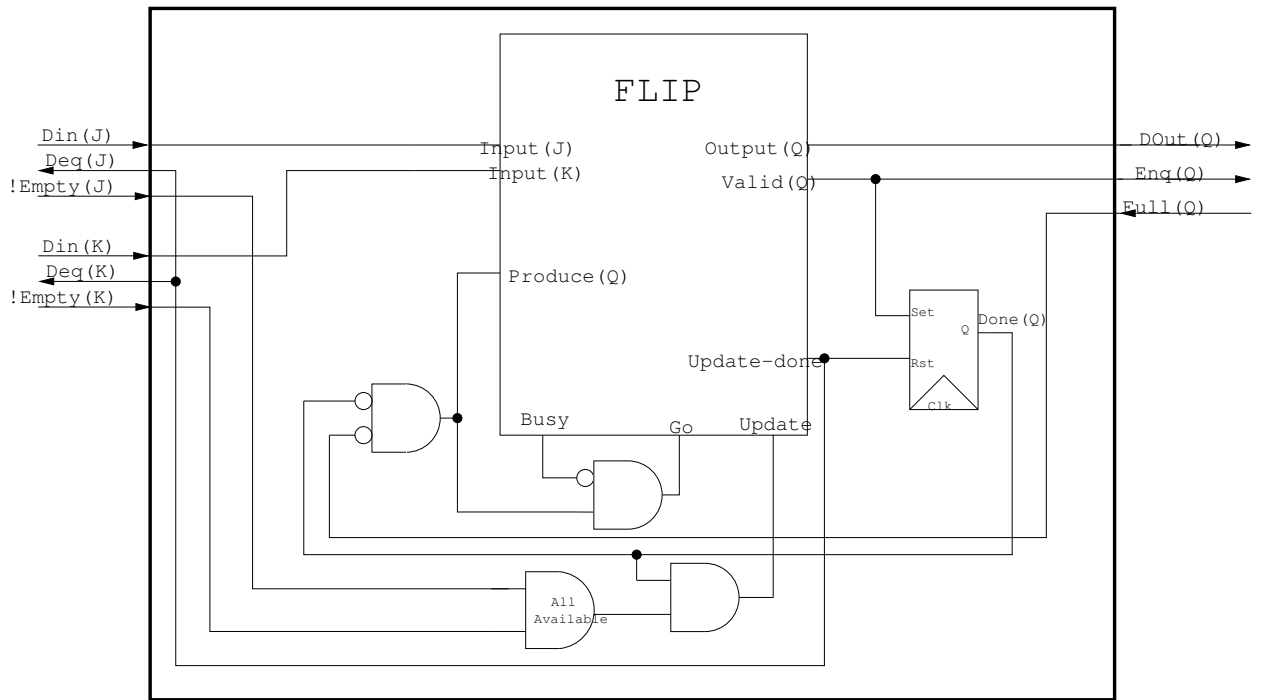 FLIP
Din(J)
Deq(J)
!Empty(J)
Din(K)
Deq(K)
!Empty(K)
Input(J)
Input(K)
Output(Q)
Valid(Q)
DOut(Q)
Enq(Q)
Full(Q)
Produce(Q)
Update-done
Set
Q
Done(Q)
Rst
Clk
Busy
Go
Update
All
Available